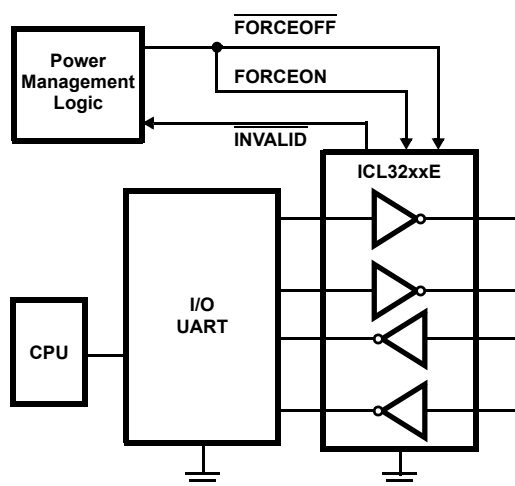 FORCEOFF
Power
Management
Logic
FORCEON
INVALID
ICL32xxE
I/O
UART
CPU